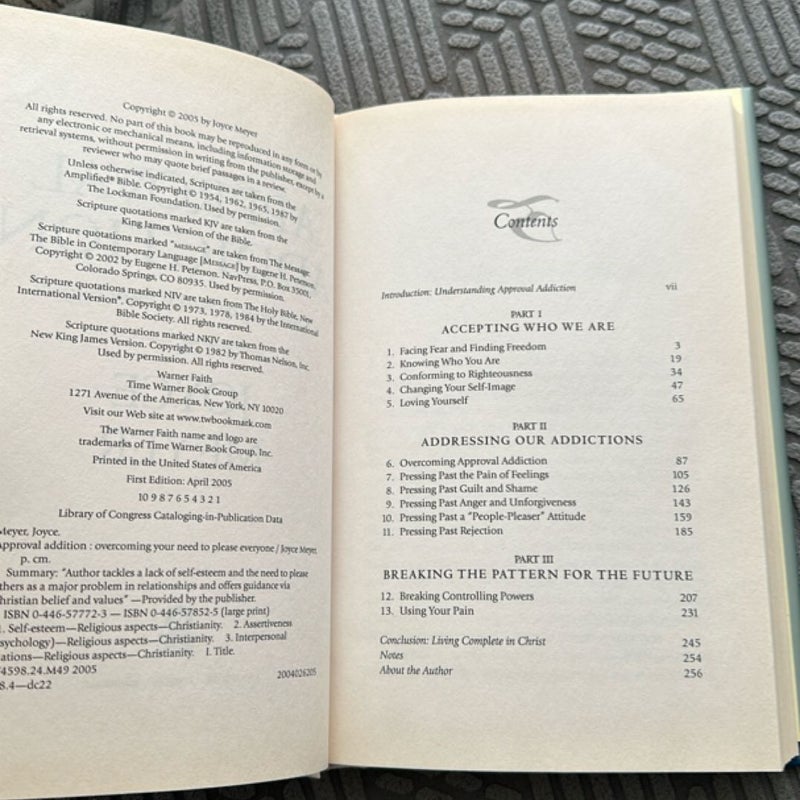 Copyright © 2005 by Joyce Meyer
All rights reserved. No part of this book may be reproduced in any form or by
any electronic or mechanical means, including information storage and
retrieval systems, without permission in writing from the publisher, except by a
reviewer who may quote brief passages in a review.
Unless otherwise indicated, Scriptures are taken from the
Amplified® Bible. Copyright © 1954, 1962, 1965, 1987 by
The Lockman Foundation. Used by permission.
Scripture quotations marked KJV are taken from the
King James Version of the Bible.
Scripture quotations marked "MESSAGE" are taken from The Message:
The Bible in Contemporary Language [MESSAGE] by Eugene H. Peterson,
Copyright © 2002 by Eugene H. Peterson. NavPress, P.O. Box 35001,
Colorado Springs, CO 80935. Used by permission.
Scripture quotations marked NIV are taken from The Holy Bible, New
International Version®. Copyright © 1973, 1978, 1984 by the International
Bible Society. All rights reserved.
Scripture quotations marked NKJV are taken from the
New King James Version. Copyright © 1982 by Thomas Nelson, Inc.
Used by permission. All rights reserved.
Warner Faith
Time Warner Book Group
1271 Avenue of the Americas, New York, NY 10020
Visit our Web site at www.twbookmark.com
The Warner Faith name and logo are
trademarks of Time Warner Book Group, Inc.
Printed in the United States of America
First Edition: April 2005
10 9 8 7 6 5 4 3 2 1
Library of Congress Cataloging-in-Publication Data
Meyer, Joyce.
pproval addition : overcoming your need to please everyone / Joyce Meyer
p. cm.
Summary: "Author tackles a lack of self-esteem and the need to please
thers as a major problem in relationships and offers guidance via
hristian belief and values" —Provided by the publisher.
ISBN 0-446-57772-3 — ISBN 0-446-57852-5 (large print)
1. Self-esteem—Religious aspects—Christianity. 2. Assertiveness
sychology)—Religious aspects—Christianity. 3. Interpersonal
ations—Religious aspects—Christianity. I. Title.
4598.24.M49 2005
8.4—dc22 2004026205
Contents
Introduction: Understanding Approval Addiction vii
PART I
ACCEPTING WHO WE ARE
1. Facing Fear and Finding Freedom 3
2. Knowing Who You Are 19
3. Conforming to Righteousness 34
4. Changing Your Self-Image 47
5. Loving Yourself 65
PART II
ADDRESSING OUR ADDICTIONS
6. Overcoming Approval Addiction 87
7. Pressing Past the Pain of Feelings 105
8. Pressing Past Guilt and Shame 126
9. Pressing Past Anger and Unforgiveness 143
10. Pressing Past a "People-Pleaser" Attitude 159
11. Pressing Past Rejection 185
PART III
BREAKING THE PATTERN FOR THE FUTURE
12. Breaking Controlling Powers 207
13. Using Your Pain 231
Conclusion: Living Complete in Christ 245
Notes 254
About the Author 256